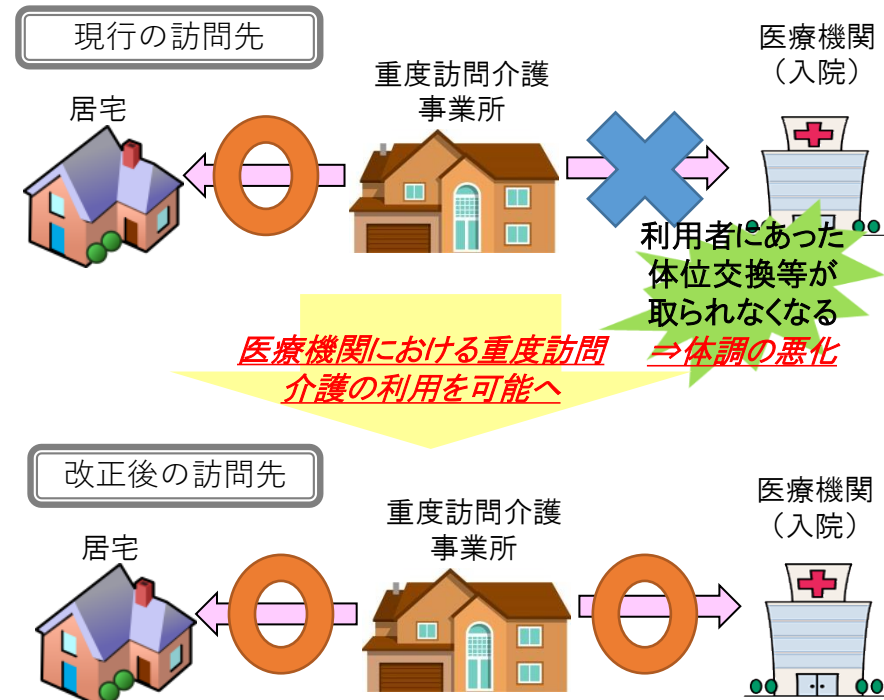 現行の訪問先
医療機関
（入院）
重度訪問介護
事業所
居宅
利用者にあった
体位交換等が
取られなくなる
⇒体調の悪化
医療機関における重度訪問
介護の利用を可能へ
改正後の訪問先
医療機関
（入院）
重度訪問介護
事業所
居宅